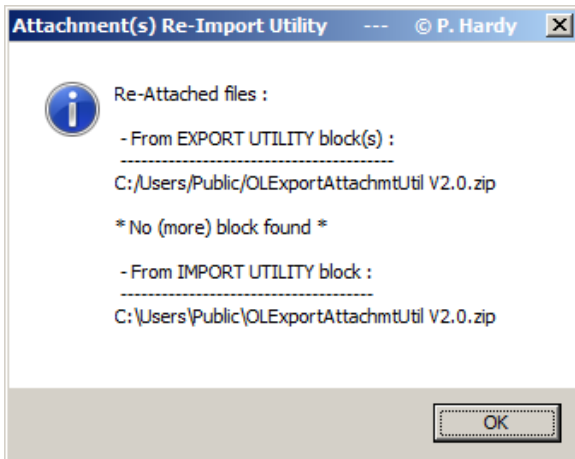 Attachment(s) Re-Import Utility --- © P. Hardy
Re-Attached files :
- From EXPORT UTILITY block(s) :
----------------------------------------
C:/Users/Public/OLExportAttachmtUtil V2.0.zip
* No (more) block found *
- From IMPORT UTILITY block :
-------------------------------------
C:\Users\Public\OLExportAttachmtUtil V2.0.zip
OK